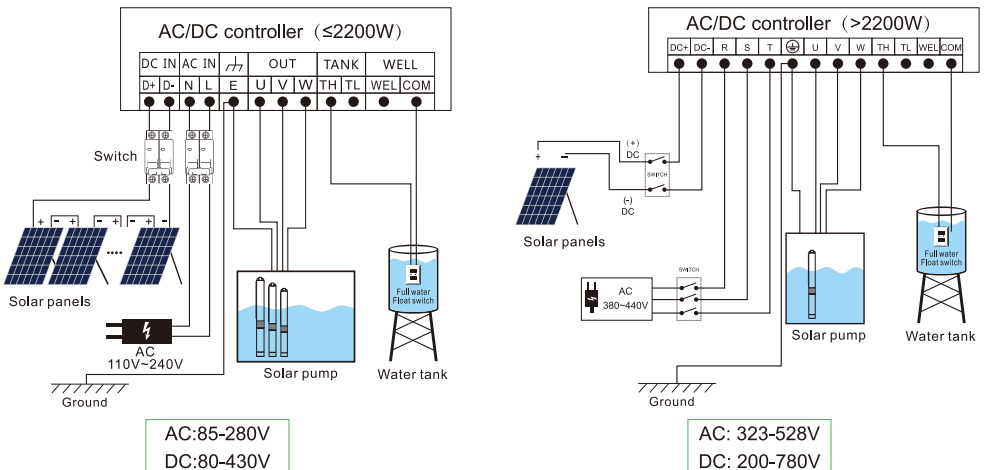 AC/DC controller（≤2200W）
DC IN AC IN OUT TANK WELL
D+ D- N L E U V W TH TL WEL COM
Switch
+ - + - + - + -
Solar panels
AC
110V~240V
Ground
Solar pump
Full water
Float switch
Water tank
AC:85-280V
DC:80-430V
AC/DC controller（>2200W）
DC+ DC- R S T U V W TH TL WEL COM
(+)
DC
+ -
SWITCH
(-)
DC
Solar panels
SWITCH
AC
380~440V
Full water
Float switch
Solar pump
Water tank
Ground
AC: 323-528V
DC: 200-780V